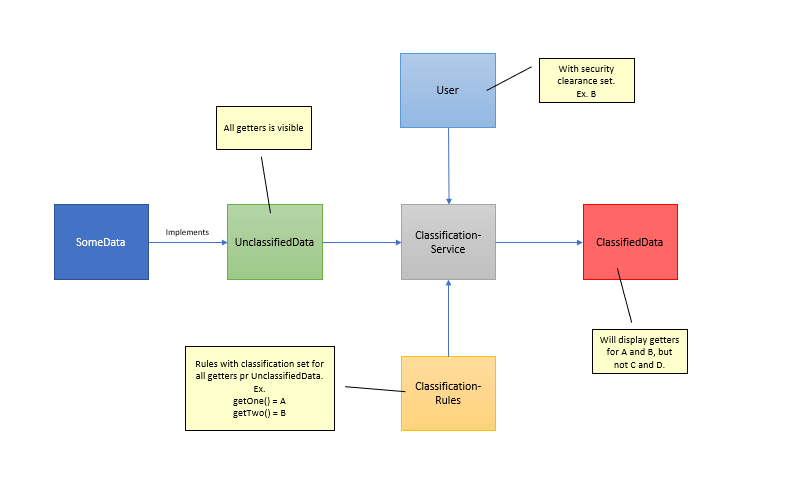 User
With security
clearance set.
Ex. B
All getters is visible
SomeData
Implements
UnclassifiedData
Classification-
Service
ClassifiedData
Will display getters
for A and B, but
not C and D.
Rules with classification set for
all getters pr UnclassifiedData.
Ex.
getOne() = A
getTwo() = B
Classification-
Rules